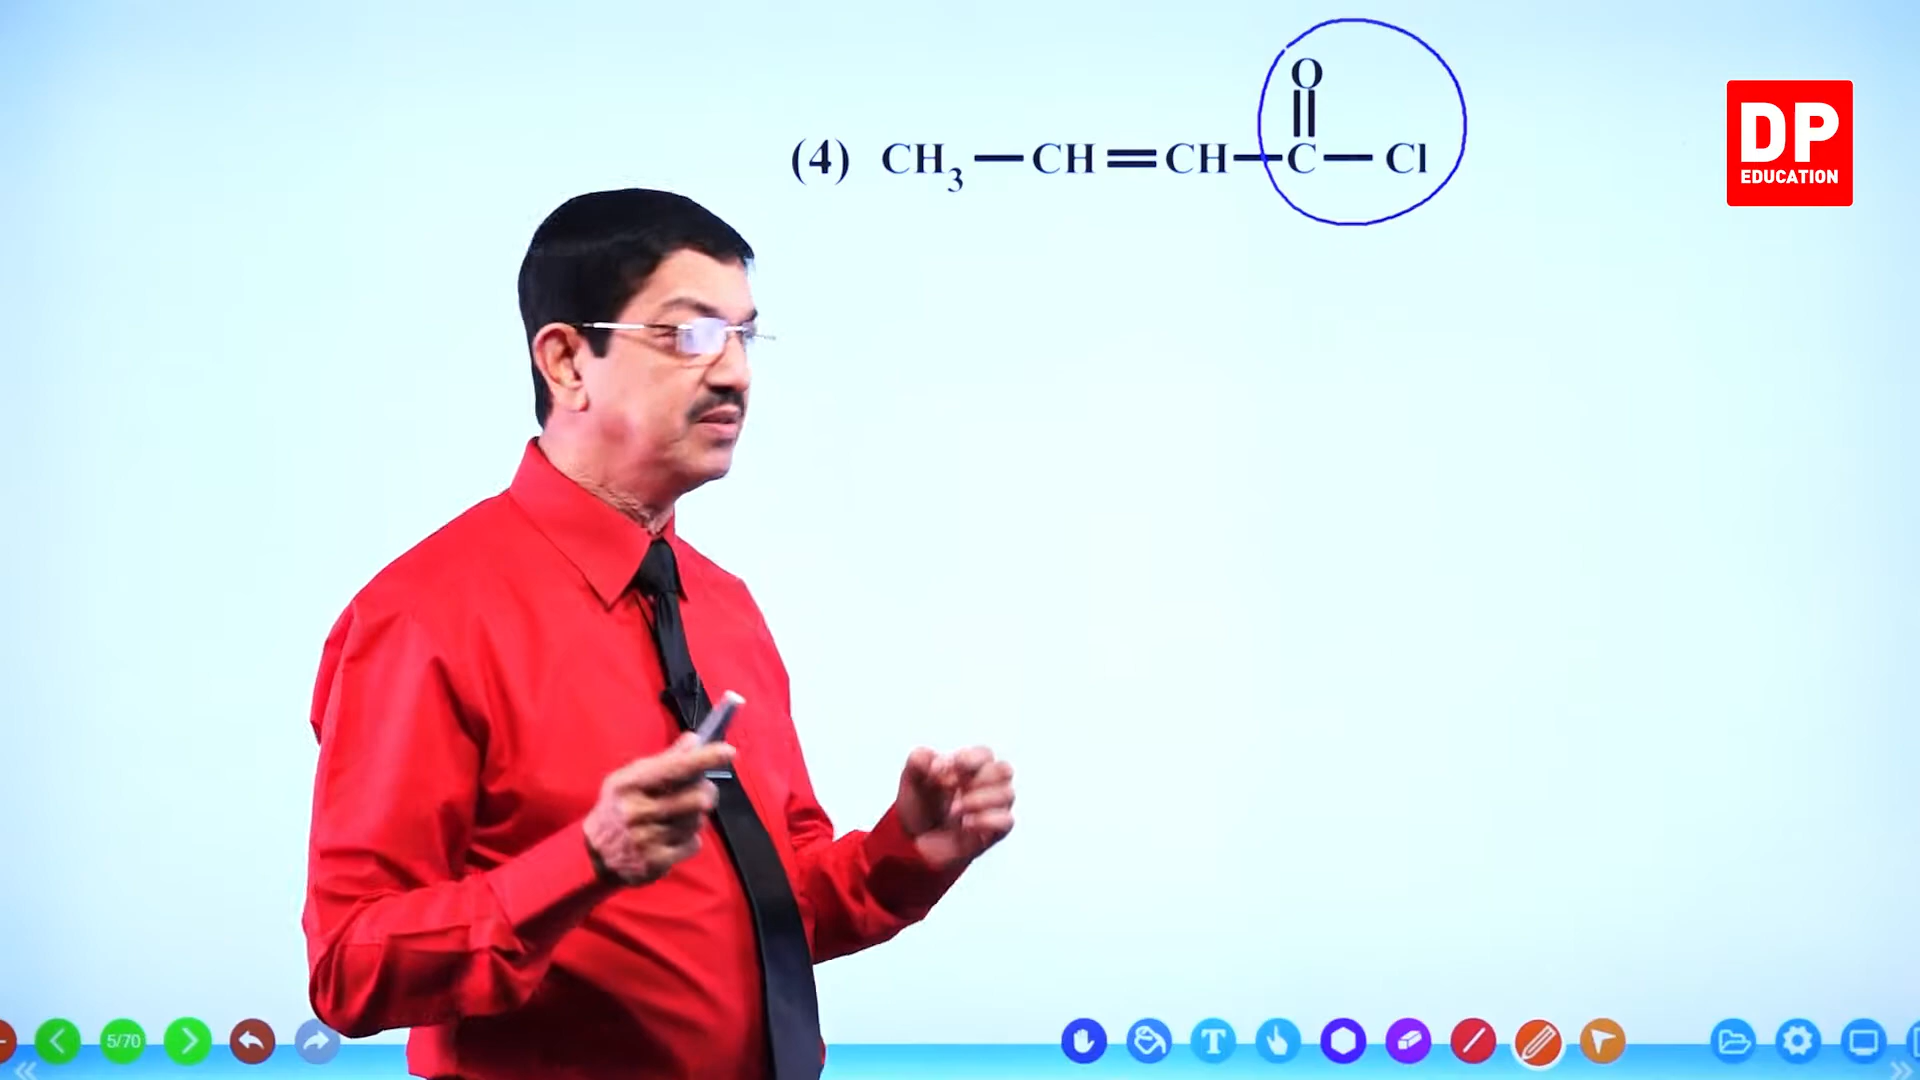 O
||
(4) CH₃ — CH = CH — C — Cl
DP
EDUCATION
5/70
T